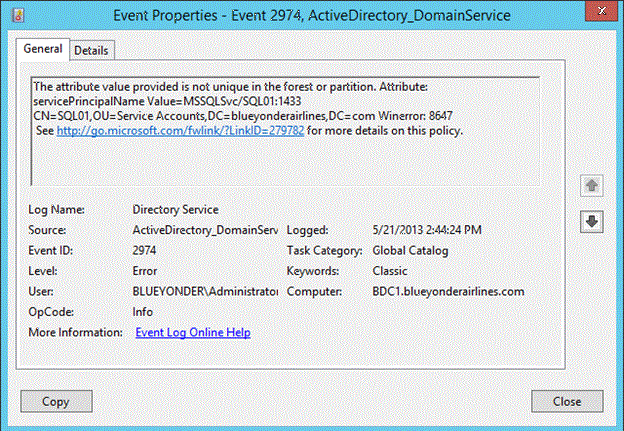 Event Properties - Event 2974, ActiveDirectory_DomainService
x
General Details
The attribute value provided is not unique in the forest or partition. Attribute:
servicePrincipalName Value=MSSQLSvc/SQL01:1433
CN=SQL01,OU=Service Accounts,DC=blueyonderairlines,DC=com Winerror: 8647
See http://go.microsoft.com/fwlink/?LinkID=279782 for more details on this policy.
Log Name: Directory Service
Source: ActiveDirectory_DomainServ Logged: 5/21/2013 2:44:24 PM
Event ID: 2974 Task Category: Global Catalog
Level: Error Keywords: Classic
User: BLUEYONDER\Administrator Computer: BDC1.blueyonderairlines.com
OpCode: Info
More Information: Event Log Online Help
Copy Close